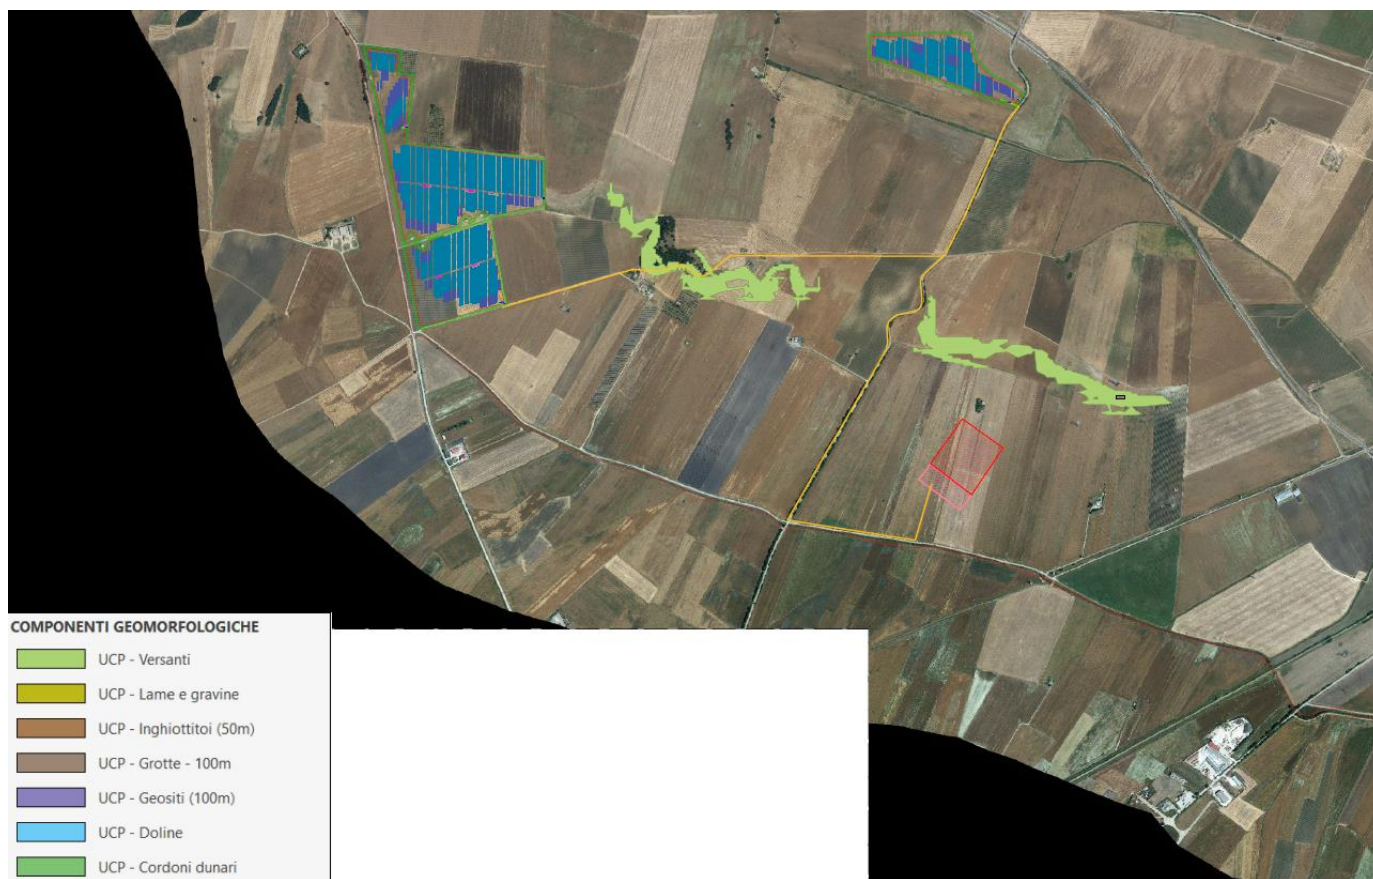 COMPONENTI GEOMORFOLOGICHE
UCP - Versanti
UCP - Lame e gravine
UCP - Inghiottitoi (50m)
UCP - Grotte - 100m
UCP - Geositi (100m)
UCP - Doline
UCP - Cordoni dunari